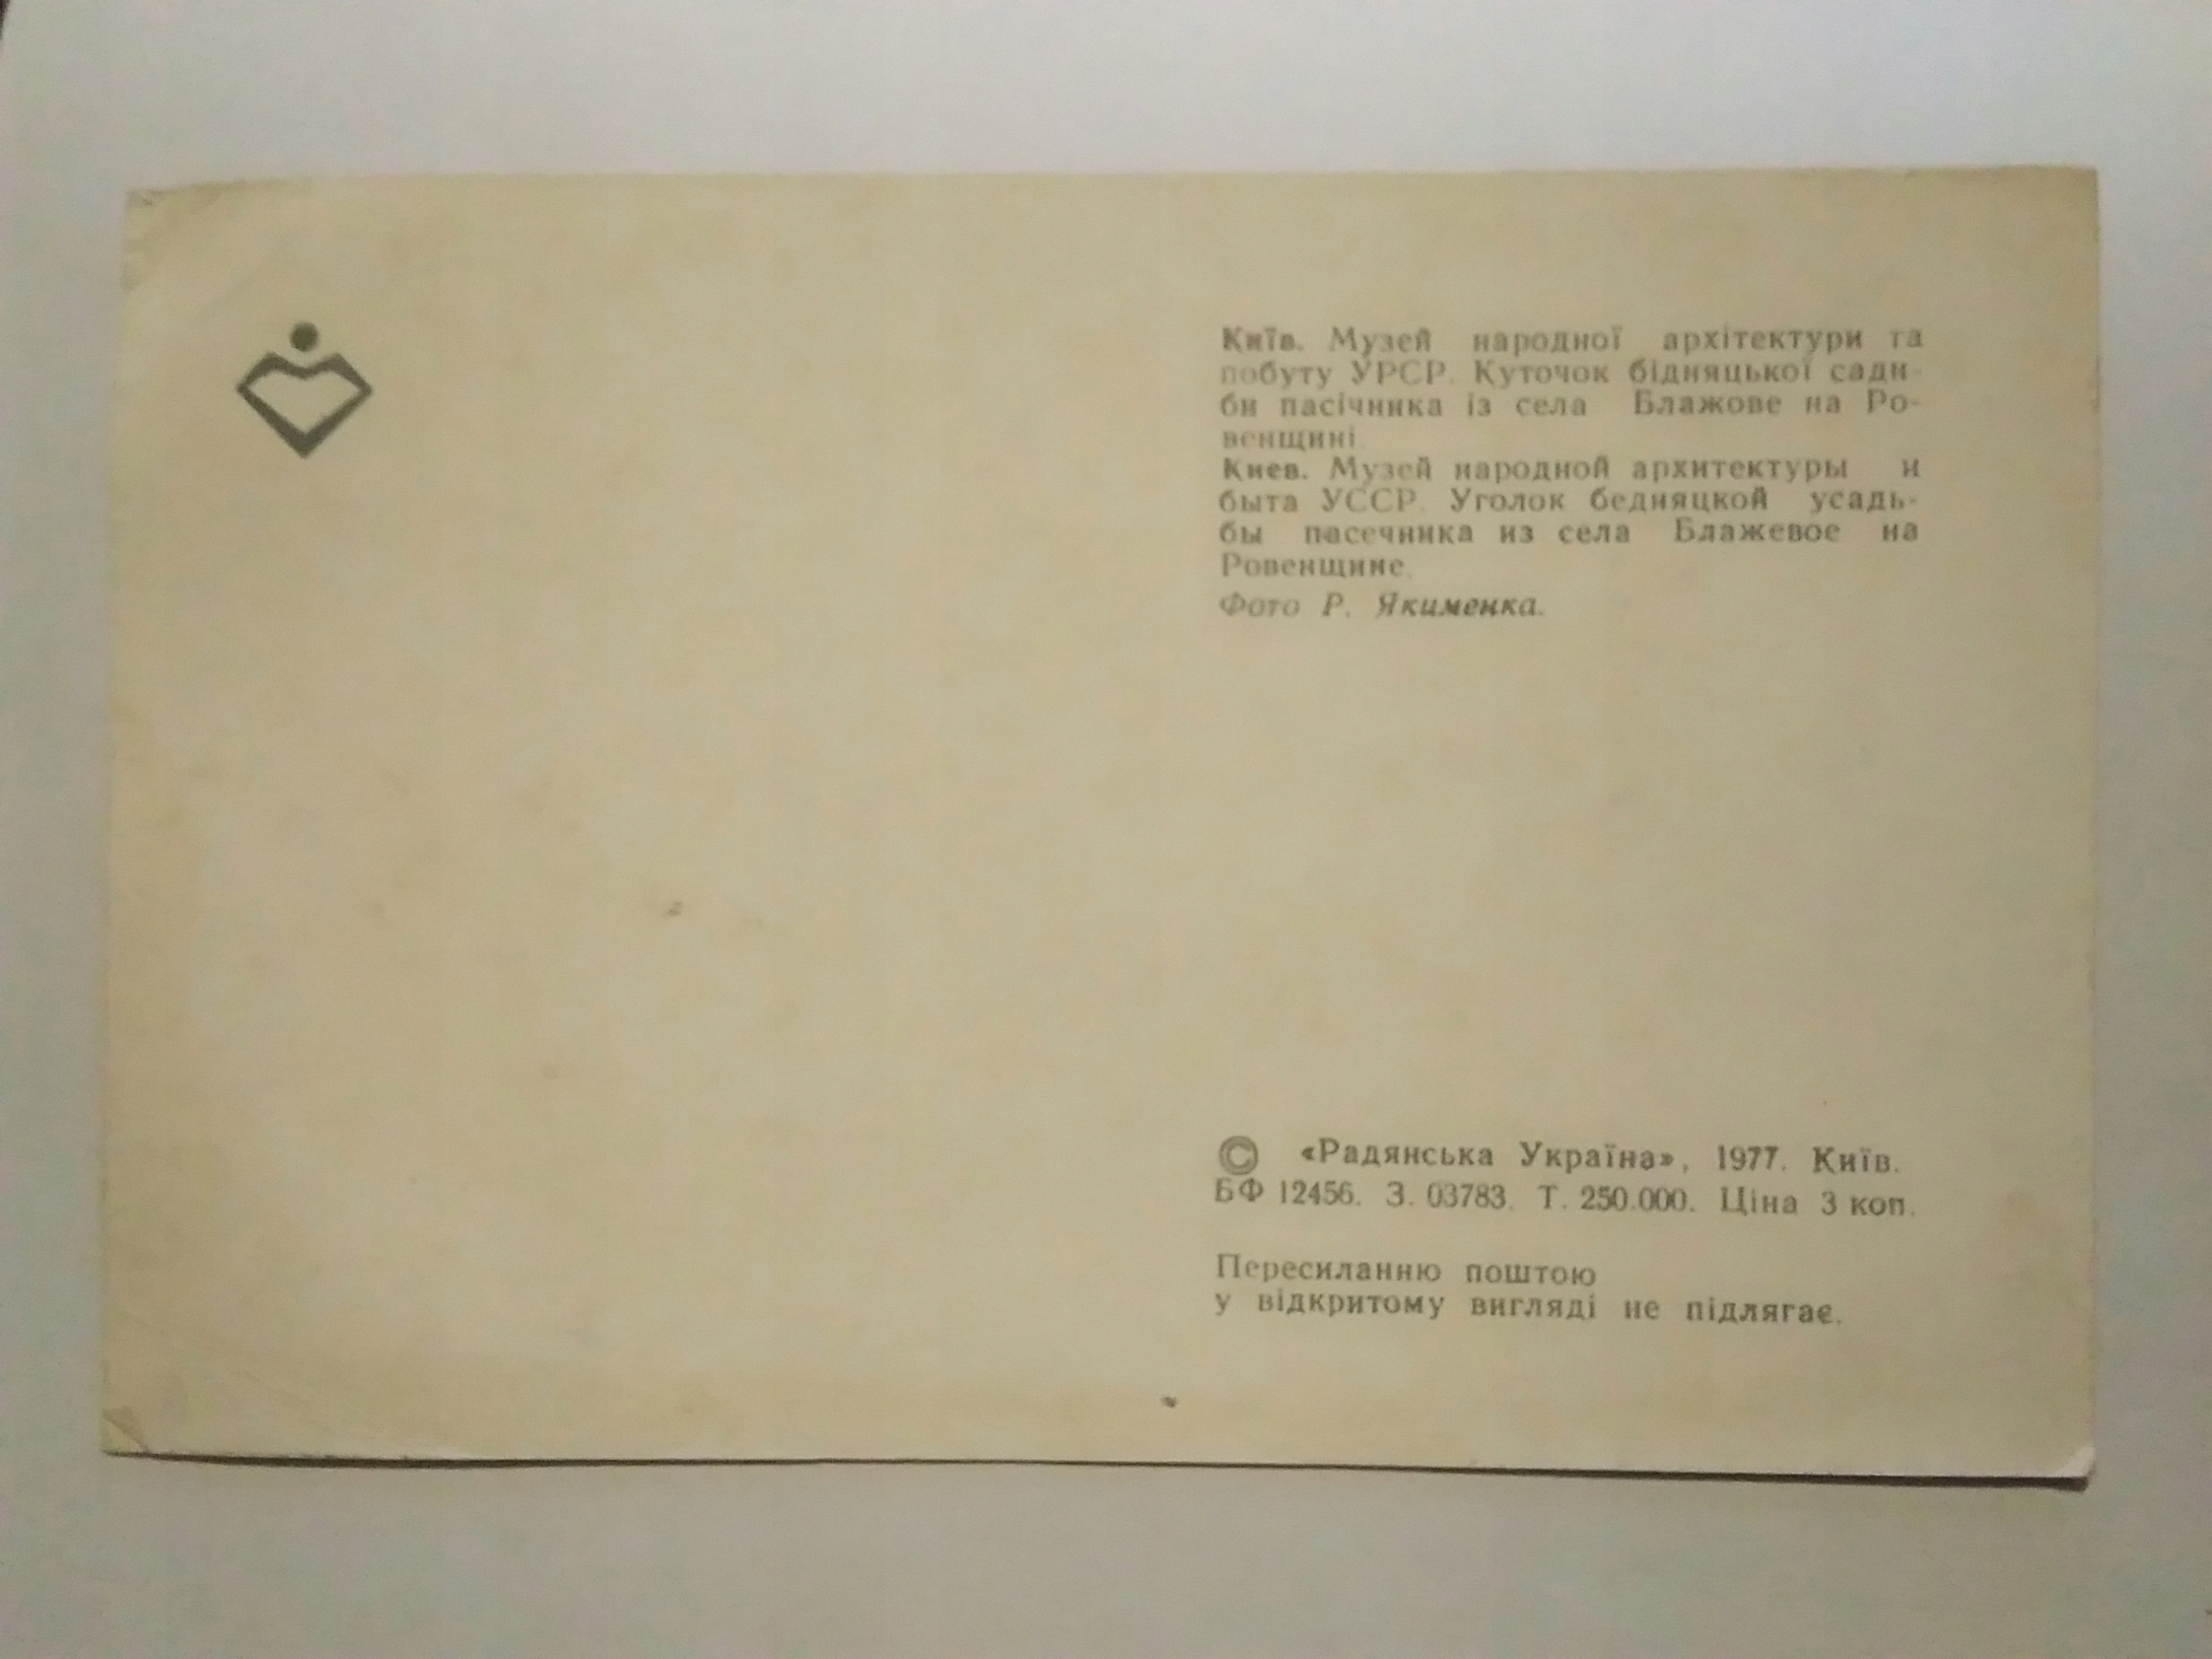 Київ. Музей народної архітектури та
побуту УРСР. Куточок бідняцької сади-
би пасічника із села Блажове на Ро-
венщині.
Киев. Музей народной архитектуры и
быта УССР. Уголок бедняцкой усадь-
бы пасечника из села Блажевое на
Ровенщине.
Фото Р. Якименка.
© «Радянська Україна», 1977. Київ.
БФ 12456. З. 03783. Т. 250.000. Ціна 3 коп.
Пересиланню поштою
у відкритому вигляді не підлягає.